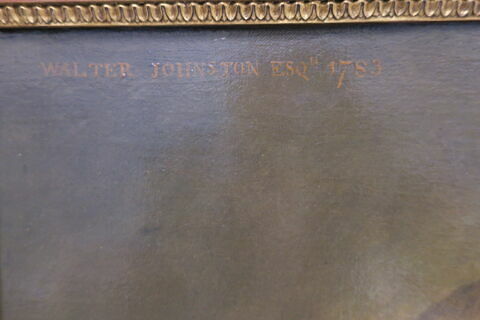 WALTER JOHNSTON ESQᴿ 1783